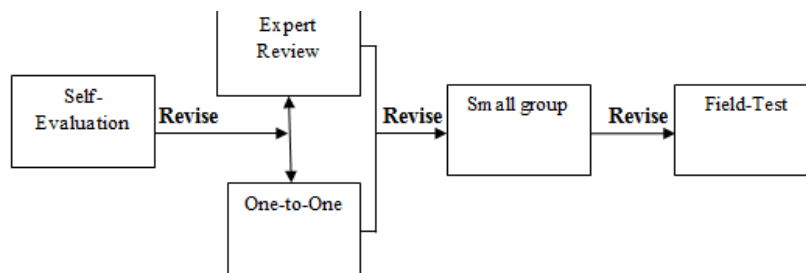 Expert
Review
Self-
Evaluation
Revise
Revise
Small group
Revise
Field-Test
One-to-One